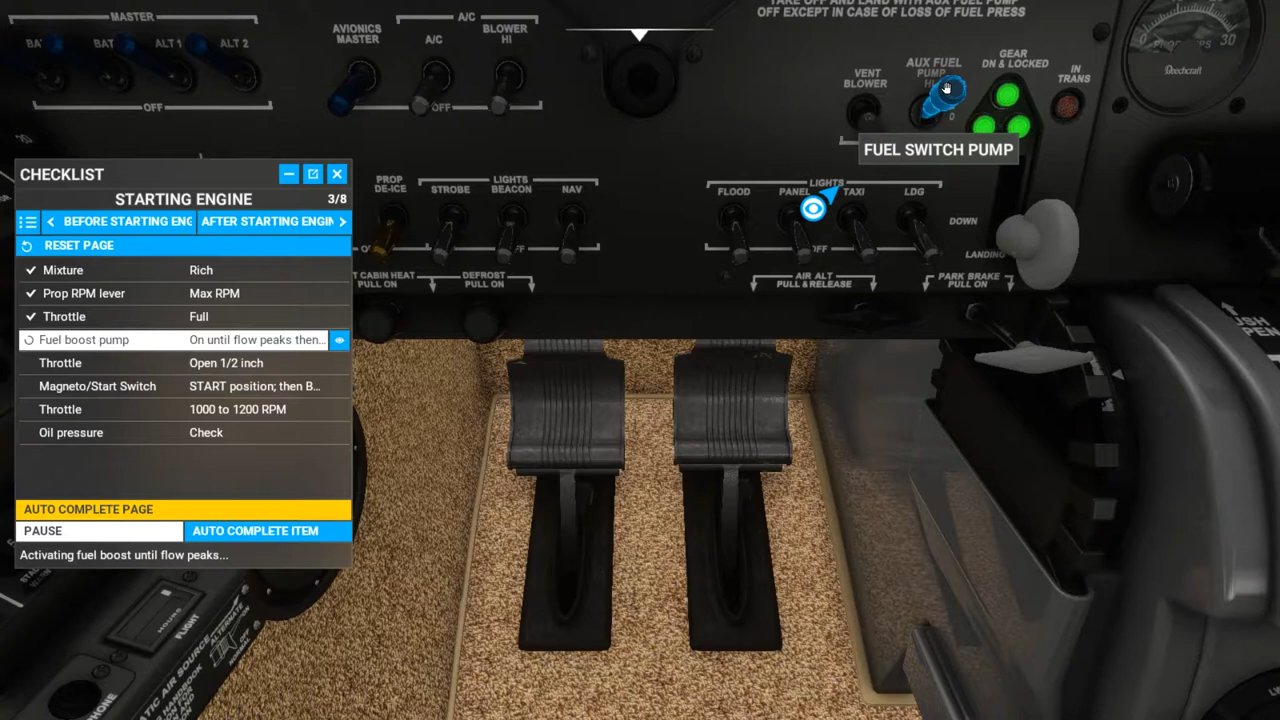 TAKE OFF AND LAND WITH AUX FUEL PUMP
OFF EXCEPT IN CASE OF LOSS OF FUEL PRESS
MASTER
BAT
ALT 1
ALT 2
OFF
AVIONICS
MASTER
A/C
A/C
BLOWER
HI
OFF
VENT
BLOWER
AUX FUEL
PUMP
HI
0
GEAR
DN & LOCKED
IN
TRANS
30
Beechcraft
FUEL SWITCH PUMP
PROP
DE-ICE
LIGHTS
STROBE
BEACON
NAV
LIGHTS
FLOOD
PANEL
TAXI
LDG
OFF
DOWN
LANDING
CABIN HEAT
PULL ON
DEFROST
PULL ON
AIR ALT
PULL & RELEASE
PARK BRAKE
PULL ON
CHECKLIST
STARTING ENGINE
3/8
BEFORE STARTING ENG
AFTER STARTING ENGIN
RESET PAGE
Mixture Rich
Prop RPM lever Max RPM
Throttle Full
Fuel boost pump On until flow peaks then...
Throttle Open 1/2 inch
Magneto/Start Switch START position; then B...
Throttle 1000 to 1200 RPM
Oil pressure Check
AUTO COMPLETE PAGE
PAUSE
AUTO COMPLETE ITEM
Activating fuel boost until flow peaks...
HOURS
FLIGHT
ALTERNATE